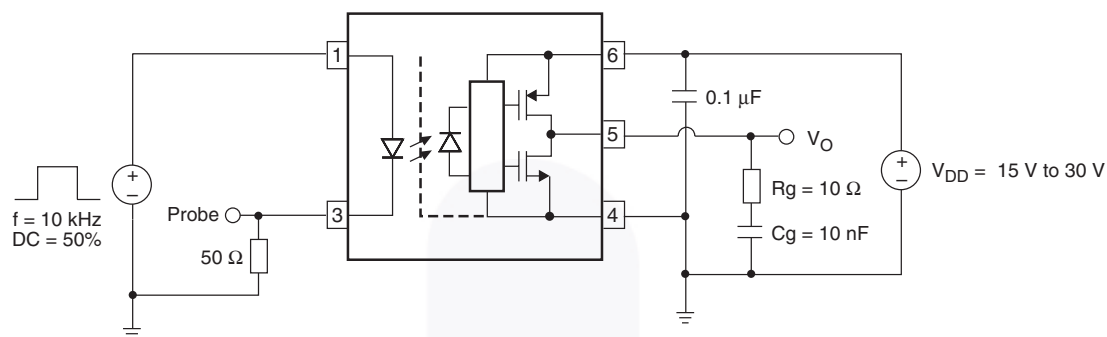 1
6
0.1 μF
+
−
f = 10 kHz
DC = 50%
5
V_O
+
−
V_DD = 15 V to 30 V
Rg = 10 Ω
Probe
3
4
Cg = 10 nF
50 Ω